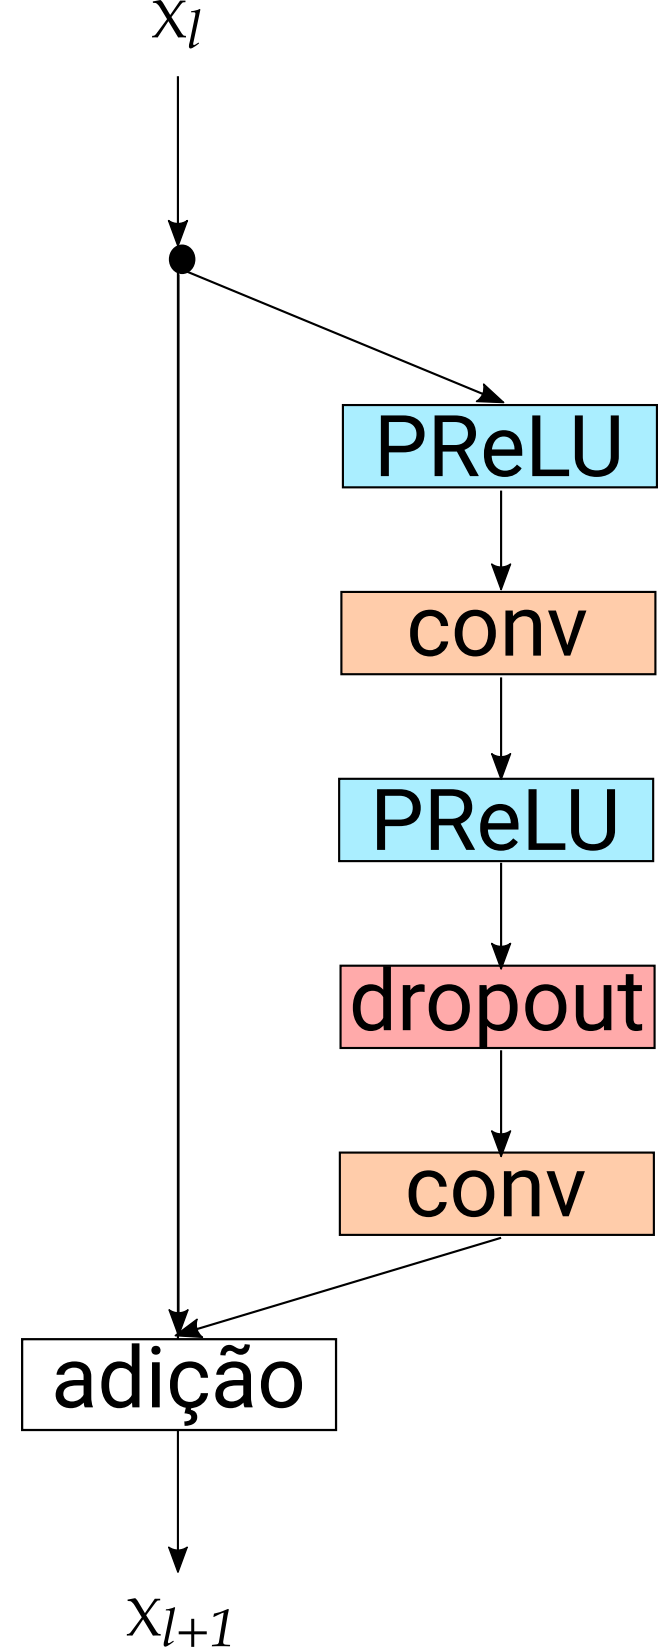 x_l
PReLU
conv
PReLU
dropout
conv
adição
x_{l+1}